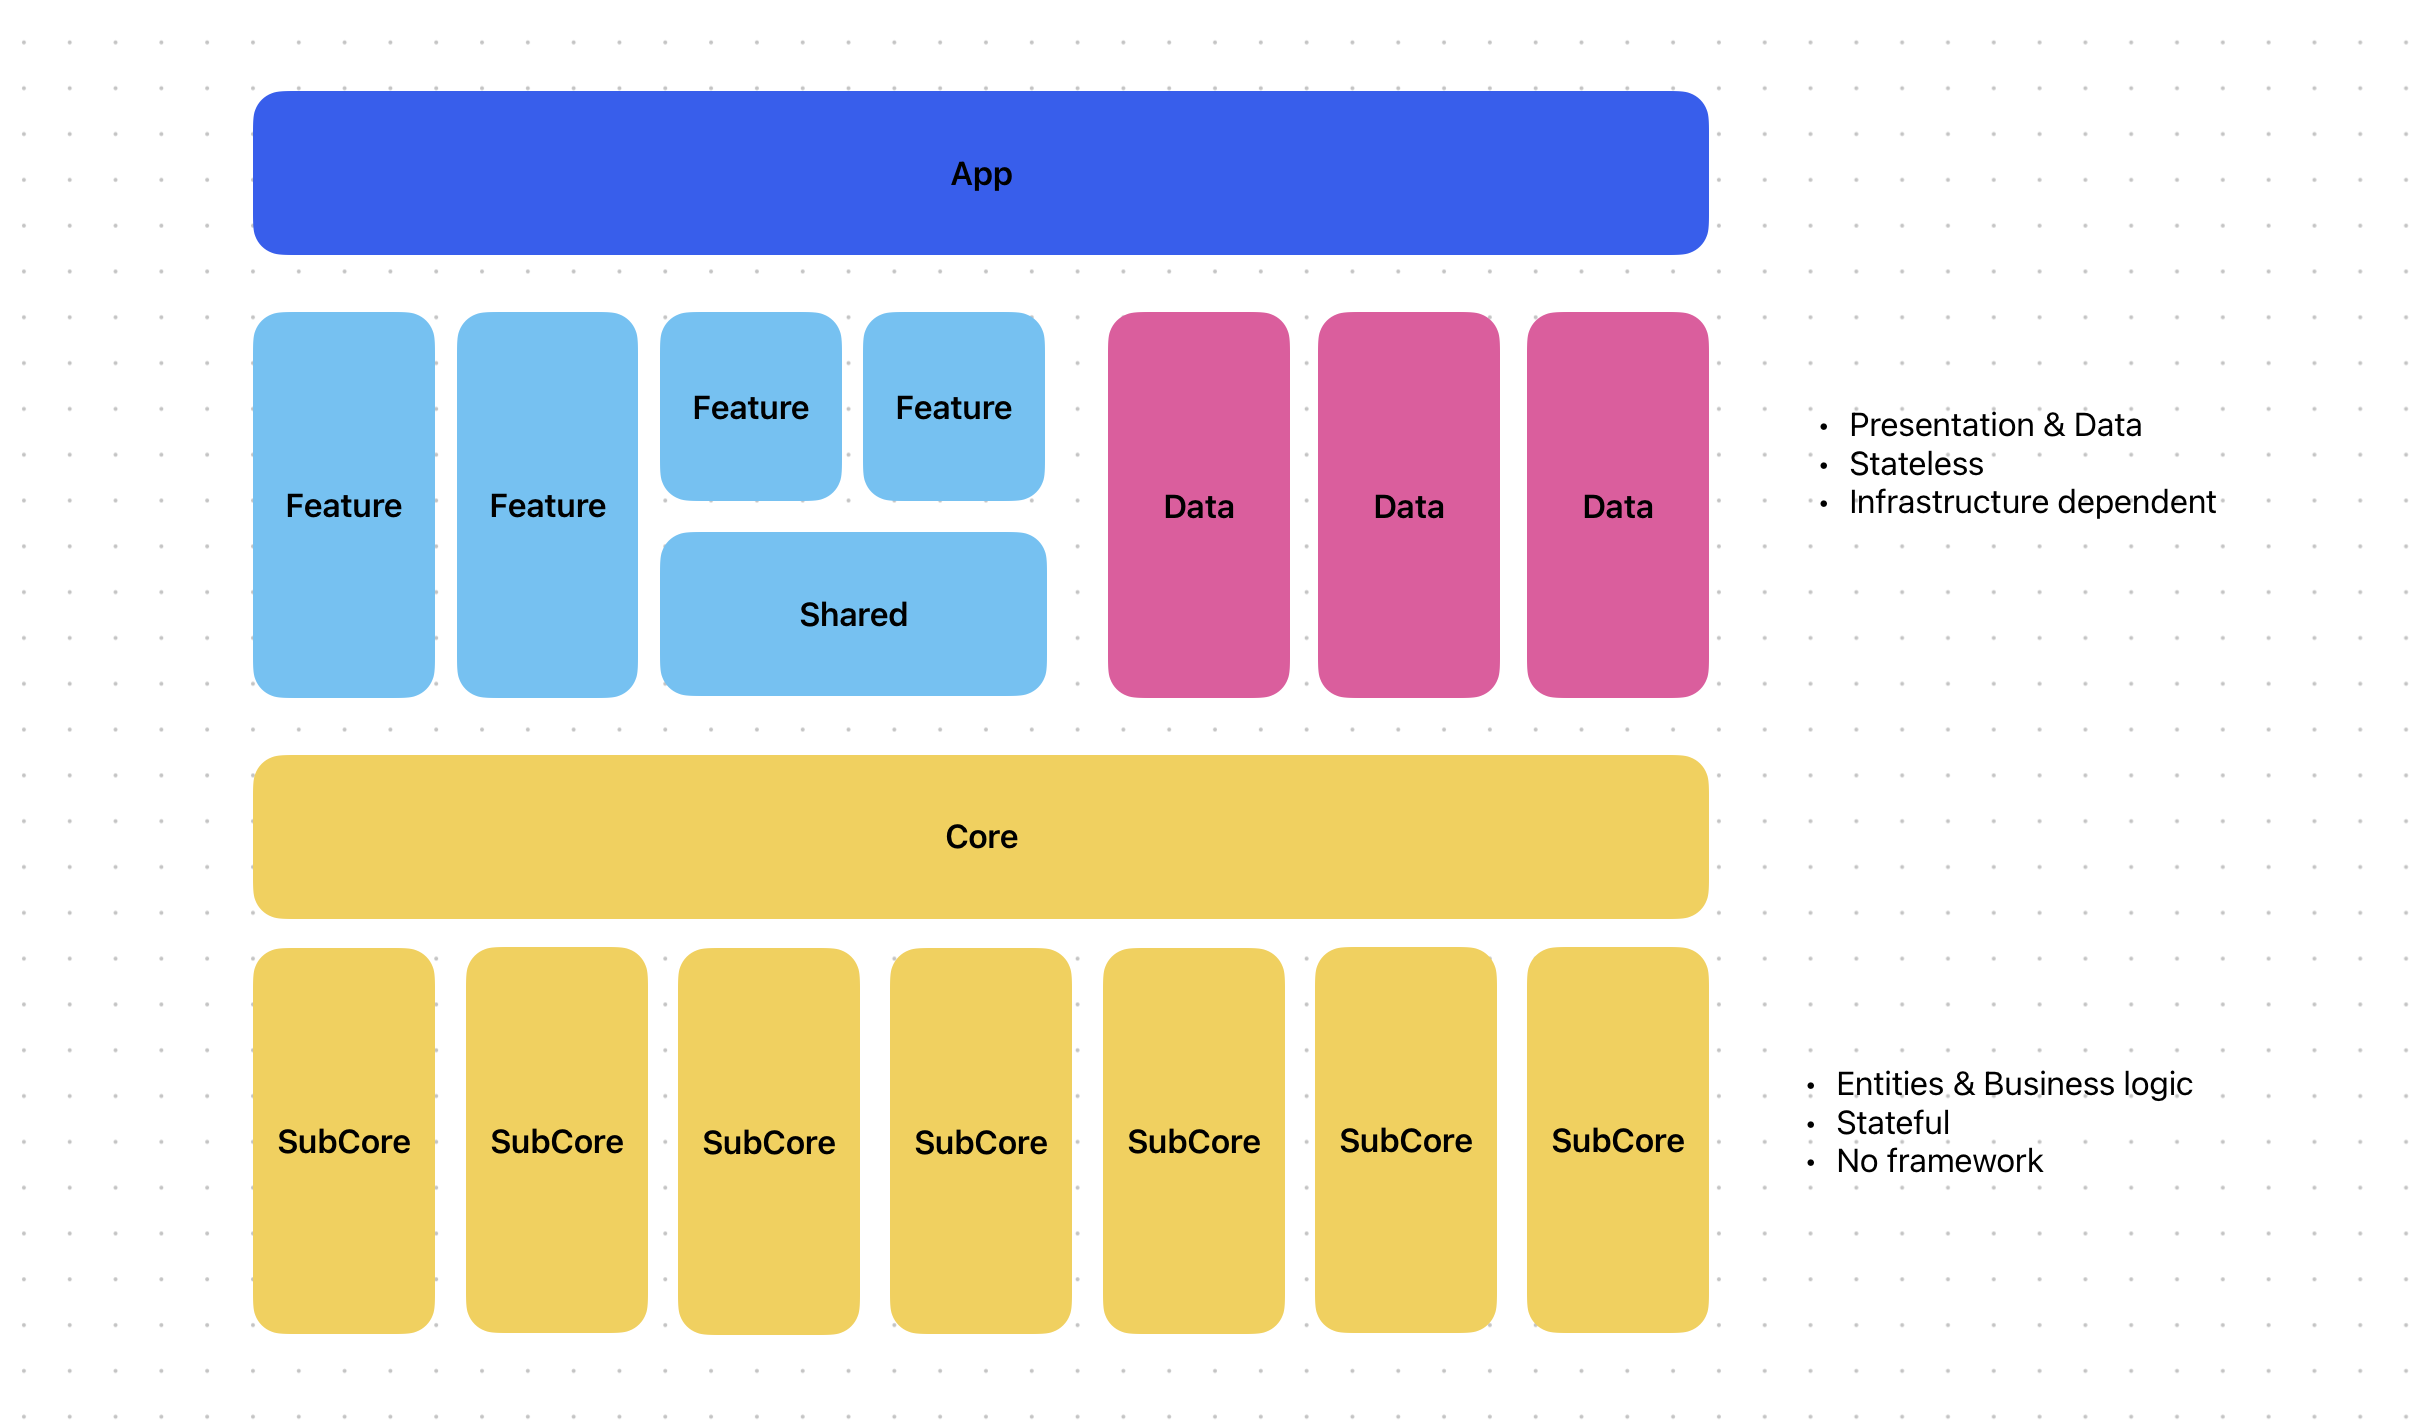 App
Feature
Feature
Feature
Feature
Shared
Data
Data
Data
• Presentation & Data
• Stateless
• Infrastructure dependent
Core
SubCore
SubCore
SubCore
SubCore
SubCore
SubCore
SubCore
• Entities & Business logic
• Stateful
• No framework